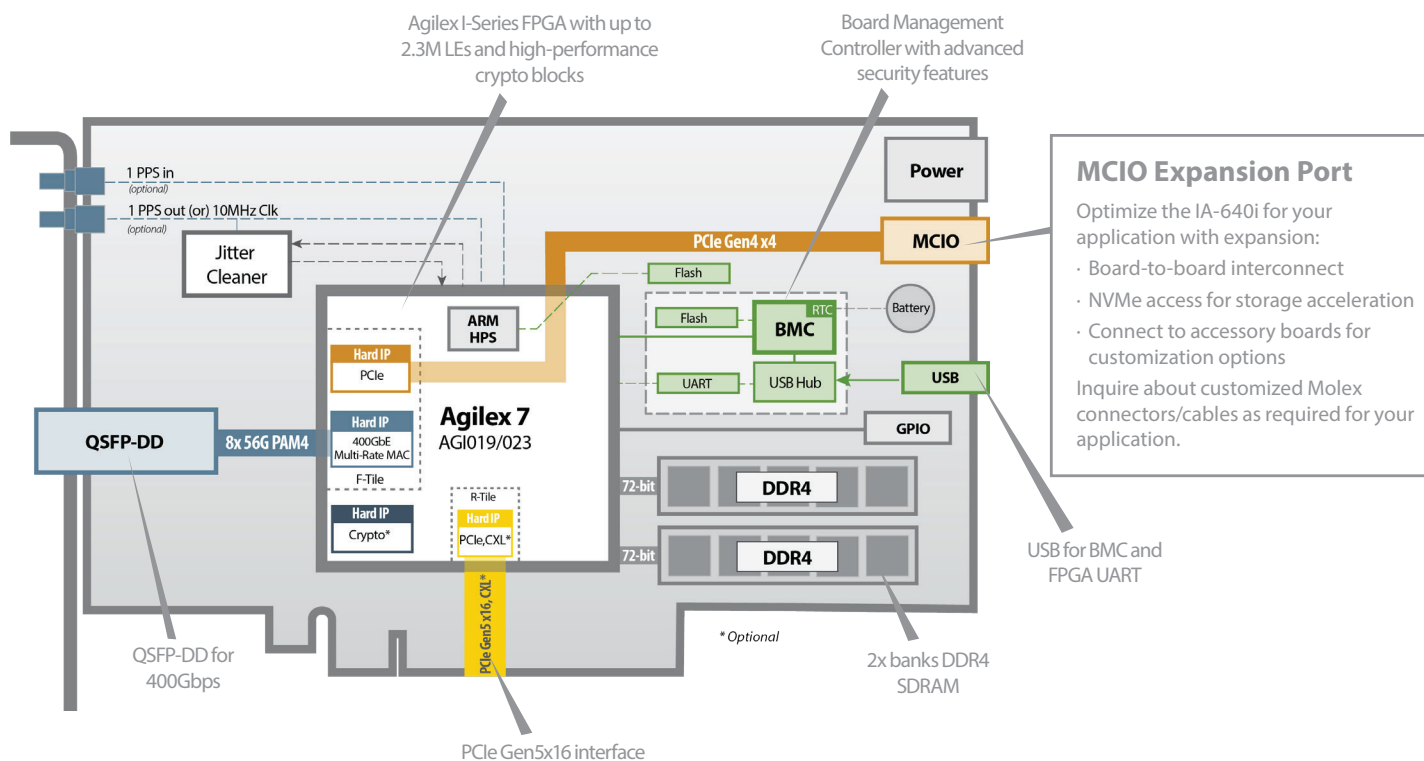 Agilex I-Series FPGA with up to
2.3M LEs and high-performance
crypto blocks
Board Management
Controller with advanced
security features
1 PPS in
(optional)
1 PPS out (or) 10MHz Clk
(optional)
Jitter
Cleaner
Power
MCIO
PCIe Gen4 x4
MCIO Expansion Port
Optimize the IA-640i for your
application with expansion:
· Board-to-board interconnect
· NVMe access for storage acceleration
· Connect to accessory boards for
customization options
Inquire about customized Molex
connectors/cables as required for your
application.
Flash
Flash
BMC
RTC
Battery
UART
USB Hub
USB
GPIO
ARM
HPS
Hard IP
PCIe
Agilex 7
AGI019/023
Hard IP
400GbE
Multi-Rate MAC
F-Tile
QSFP-DD
8x 56G PAM4
Hard IP
Crypto*
R-Tile
Hard IP
PCIe,CXL*
PCIe Gen5 x16, CXL*
72-bit
DDR4
72-bit
DDR4
* Optional
USB for BMC and
FPGA UART
QSFP-DD for
400Gbps
2x banks DDR4
SDRAM
PCIe Gen5x16 interface